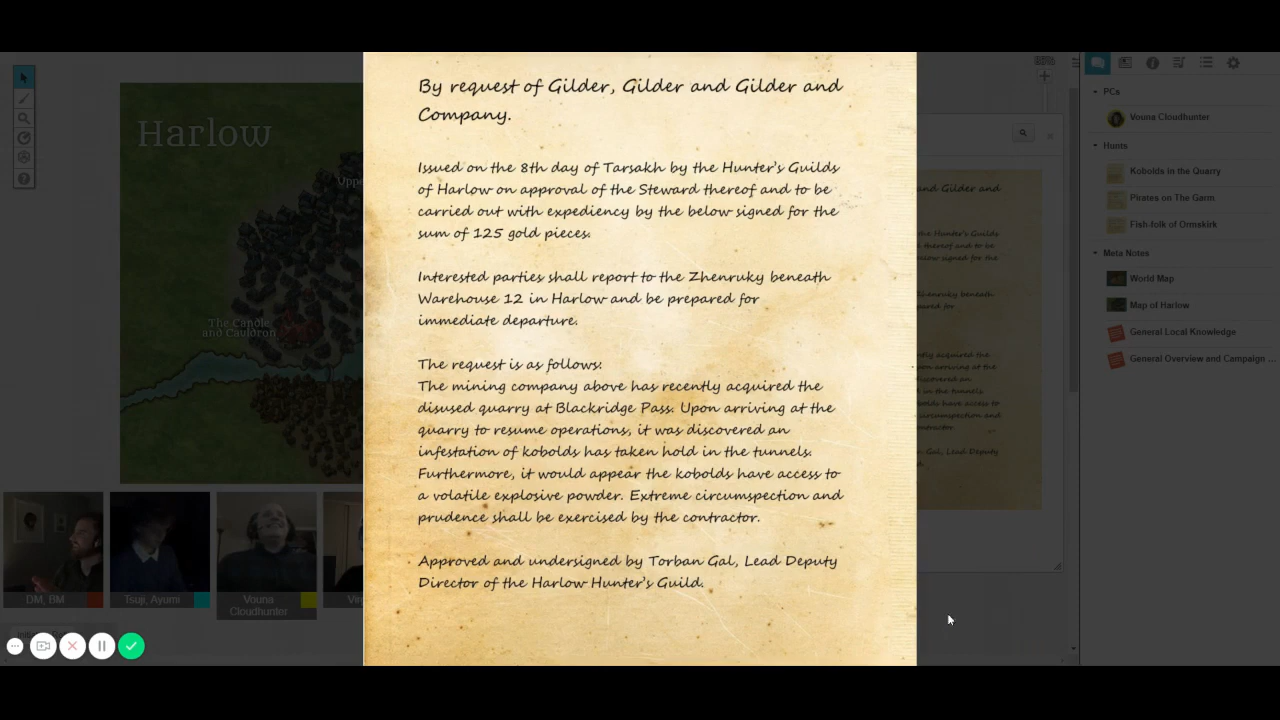 By request of Gilder, Gilder and Gilder and
Company.
Issued on the 8th day of Tarsakh by the Hunter's Guilds
of Harlow on approval of the Steward thereof and to be
carried out with expediency by the below signed for the
sum of 125 gold pieces.
Interested parties shall report to the Zhenruky beneath
Warehouse 12 in Harlow and be prepared for
immediate departure.
The request is as follows:
The mining company above has recently acquired the
disused quarry at Blackridge Pass. Upon arriving at the
quarry to resume operations, it was discovered an
infestation of kobolds has taken hold in the tunnels.
Furthermore, it would appear the kobolds have access to
a volatile explosive powder. Extreme circumspection and
prudence shall be exercised by the contractor.
Approved and undersigned by Torban Gal, Lead Deputy
Director of the Harlow Hunter's Guild.
Harlow
Uppe
The Candle
and Cauldron
DM, BM
Tsuji, Ayumi
Vouna
Cloudhunter
PCs
Vouna Cloudhunter
Hunts
Kobolds in the Quarry
Pirates on The Garm
Fish-folk of Ormskirk
Meta Notes
World Map
Map of Harlow
General Local Knowledge
General Overview and Campaign ...